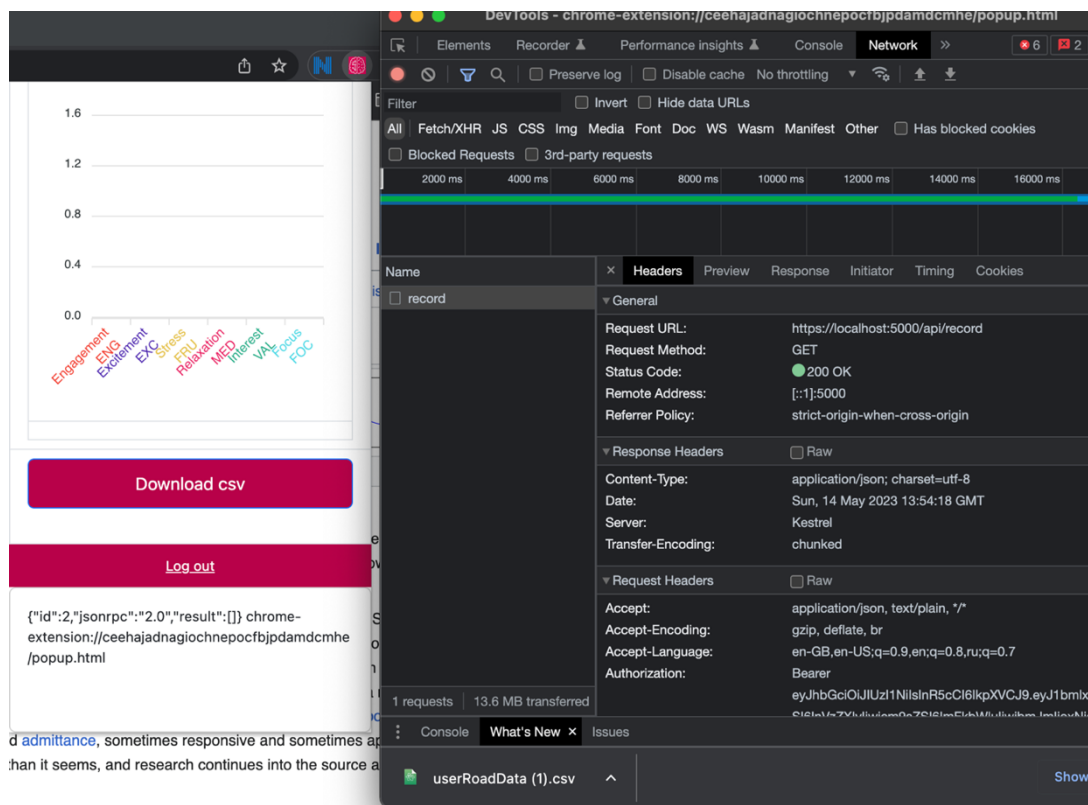 DevTools - chrome-extension://ceehajadnagiochnepocfbjpdamdcmhe/popup.html
Elements Recorder Performance insights Console Network » 6 2
Preserve log Disable cache No throttling
Filter Invert Hide data URLs
All Fetch/XHR JS CSS Img Media Font Doc WS Wasm Manifest Other Has blocked cookies
Blocked Requests 3rd-party requests
2000 ms 4000 ms 6000 ms 8000 ms 10000 ms 12000 ms 14000 ms 16000 ms
1.6
1.2
0.8
0.4
0.0
Engagement
ENG
Excitement
EXC
Stress
FRU
Relaxation
MED
Interest
VAL
Focus
FOC
Download csv
Log out
{"id":2,"jsonrpc":"2.0","result":[]} chrome-
extension://ceehajadnagiochnepocfbjpdamdcmhe
/popup.html
Name
record
1 requests 13.6 MB transferred
× Headers Preview Response Initiator Timing Cookies
General
Request URL: https://localhost:5000/api/record
Request Method: GET
Status Code: 200 OK
Remote Address: [::1]:5000
Referrer Policy: strict-origin-when-cross-origin
Response Headers Raw
Content-Type: application/json; charset=utf-8
Date: Sun, 14 May 2023 13:54:18 GMT
Server: Kestrel
Transfer-Encoding: chunked
Request Headers Raw
Accept: application/json, text/plain, */*
Accept-Encoding: gzip, deflate, br
Accept-Language: en-GB,en-US;q=0.9,en;q=0.8,ru;q=0.7
Authorization: Bearer
Console What's New × Issues
d admittance, sometimes responsive and sometimes ap
than it seems, and research continues into the source a
userRoadData (1).csv
Show